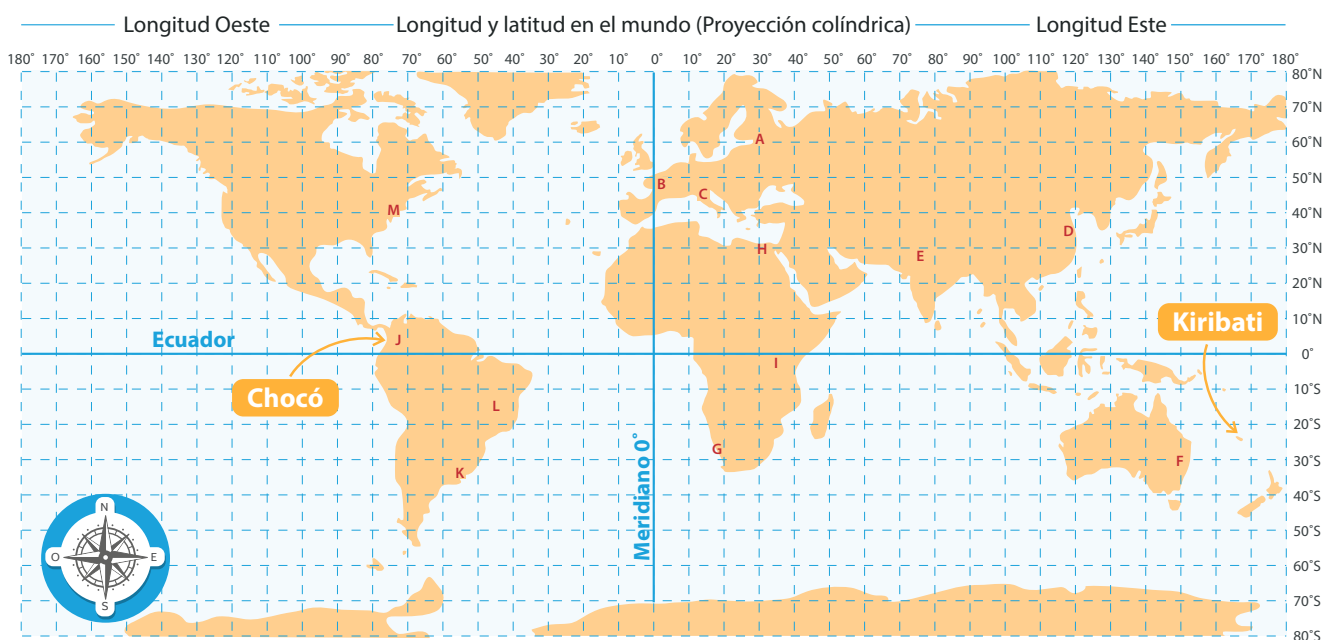 Longitud Oeste Longitud y latitud en el mundo (Proyección colíndrica) Longitud Este
180° 170° 160° 150° 140° 130° 120° 110° 100° 90° 80° 70° 60° 50° 40° 30° 20° 10° 0° 10° 20° 30° 40° 50° 60° 70° 80° 90° 100° 110° 120° 130° 140° 150° 160° 170° 180°
80°N
70°N
A 60°N
B C 50°N
M 40°N
D
H E 30°N
20°N
Kiribati 10°N
Ecuador J 0°
I
Chocó 10°S
L 20°S
G F 30°S
K
Meridiano 0°
40°S
N 50°S
O E
60°S
S 70°S
80°S